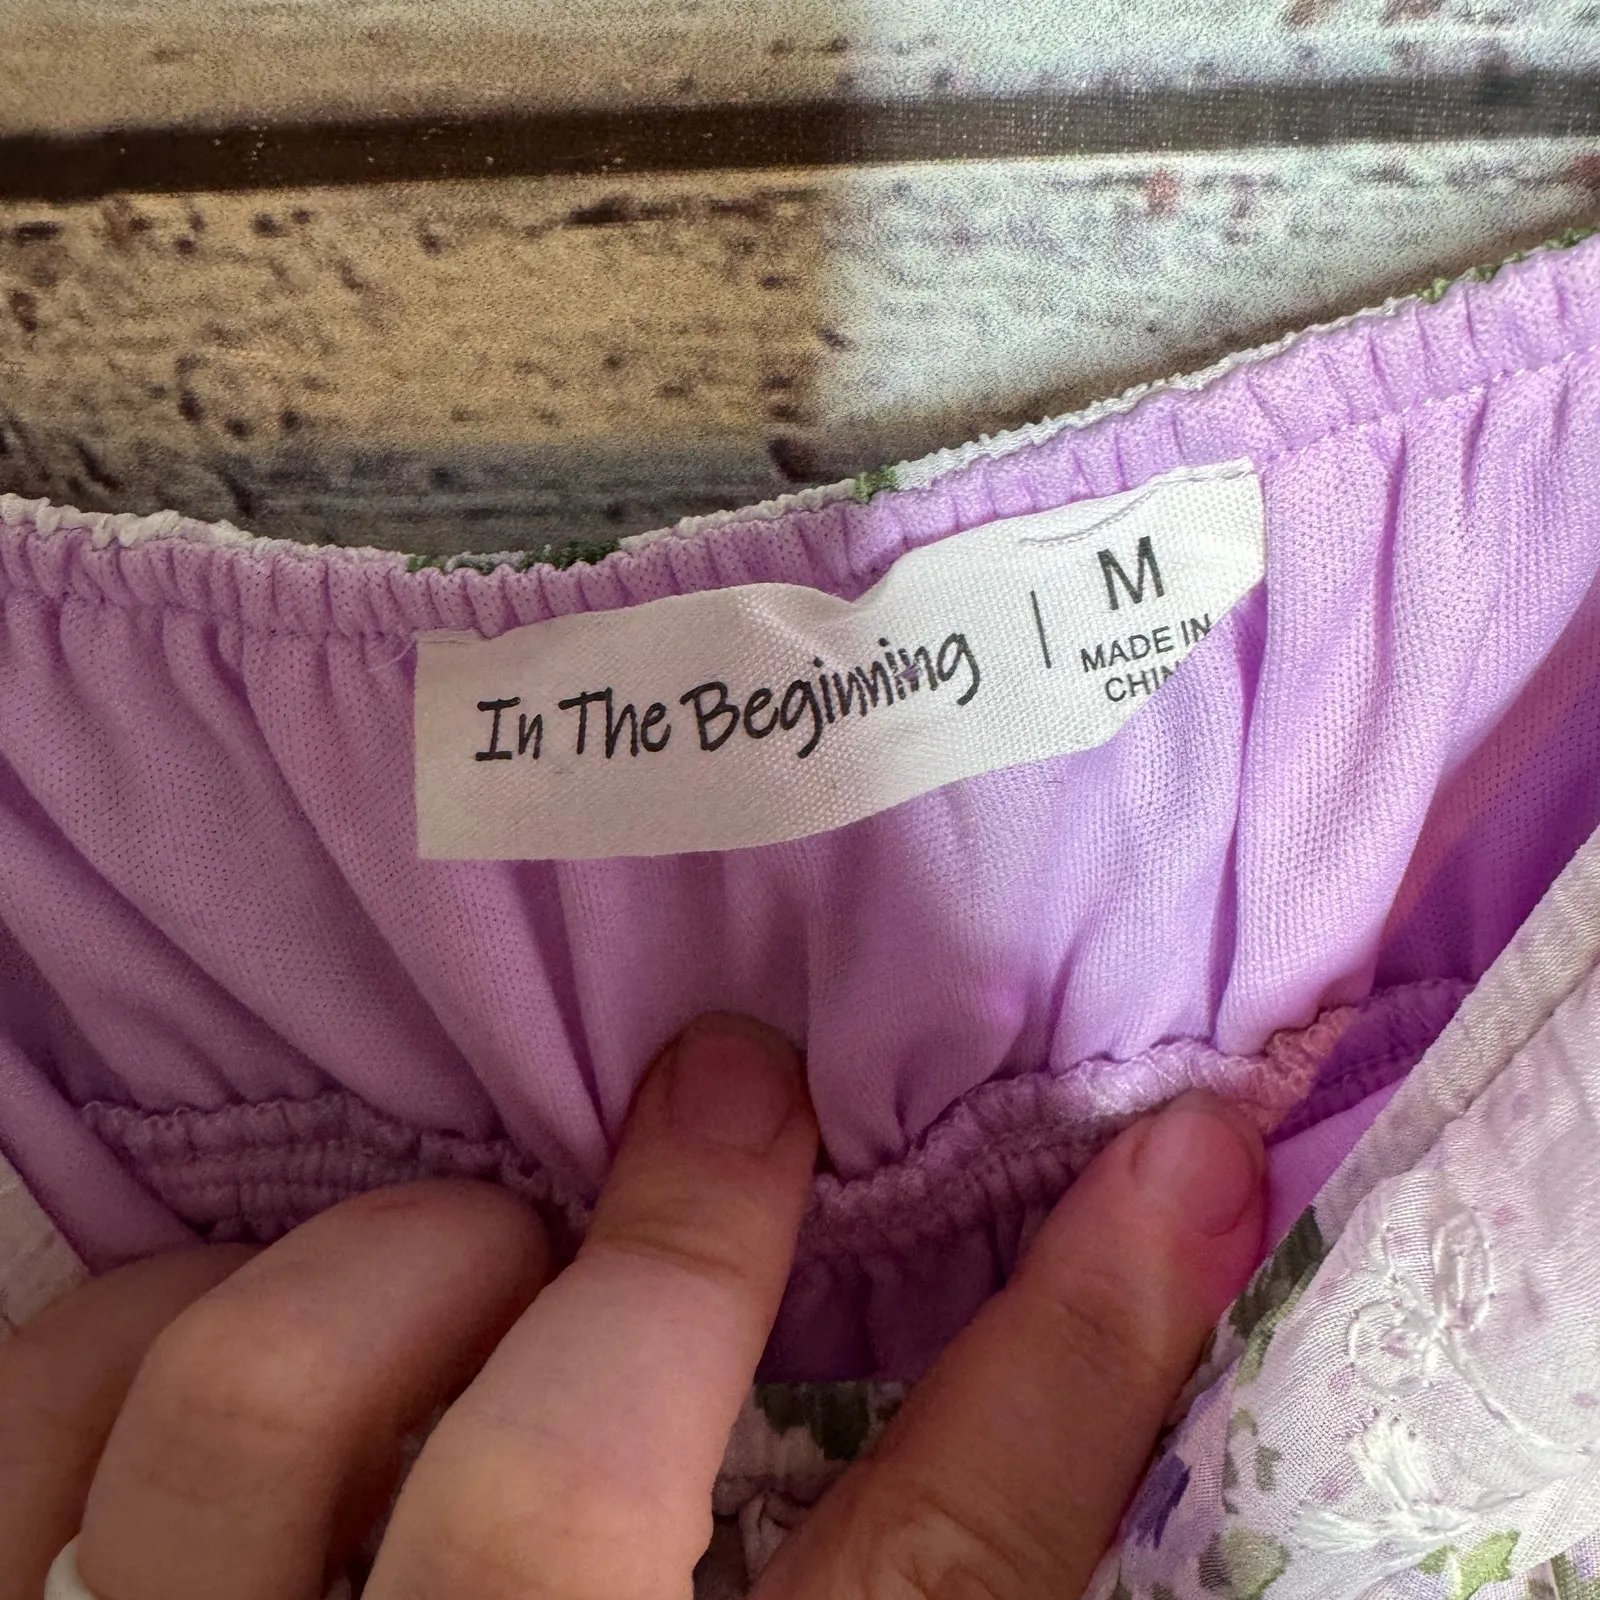 In The Beginning | M
MADE IN
CHIN